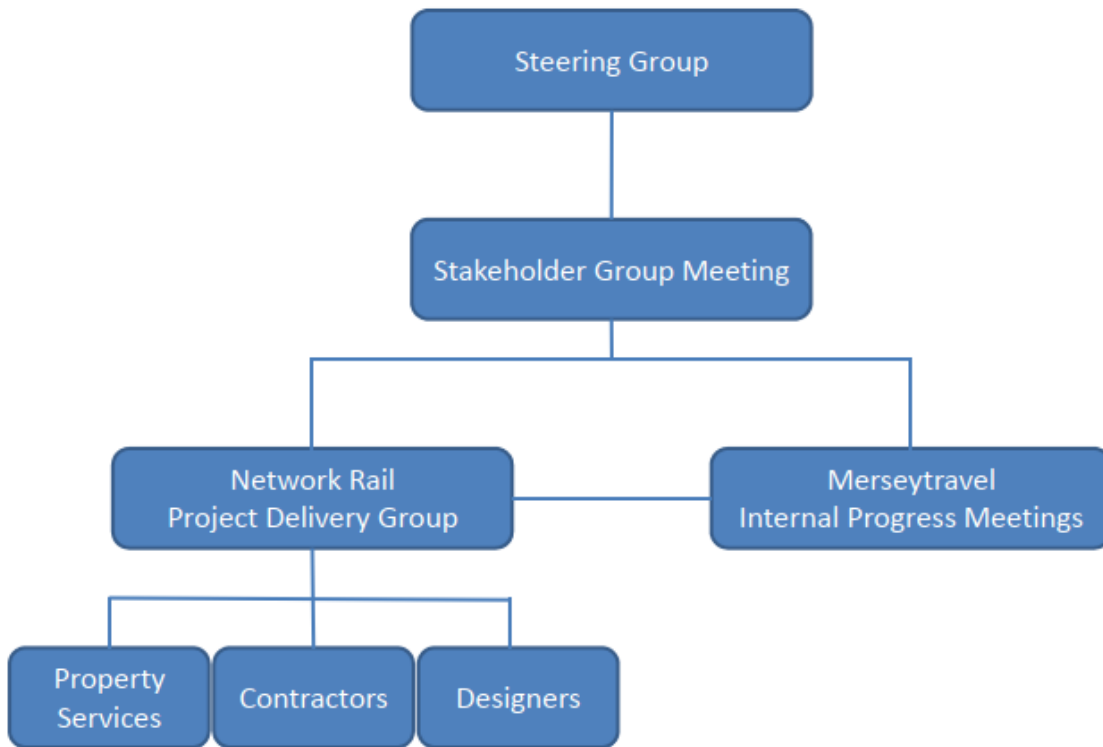 Steering Group
Stakeholder Group Meeting
Network Rail
Project Delivery Group
Merseytravel
Internal Progress Meetings
Property
Services
Contractors
Designers